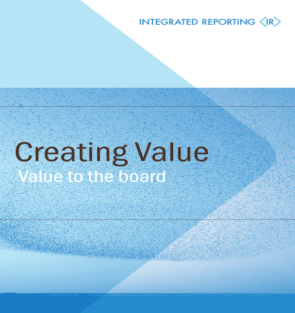 INTEGRATED REPORTING <IR>
Creating Value
Value to the board